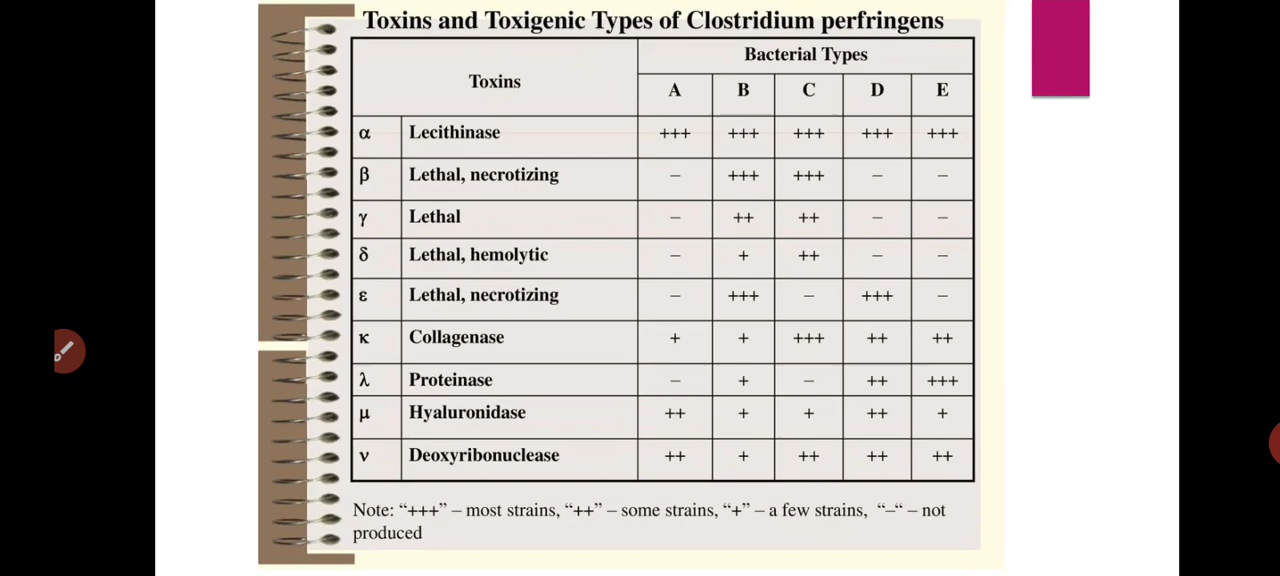 Toxins and Toxigenic Types of Clostridium perfringens
Toxins
Bacterial Types
A B C D E
α Lecithinase +++ +++ +++ +++ +++
β Lethal, necrotizing – +++ +++ – –
γ Lethal – ++ ++ – –
δ Lethal, hemolytic – + ++ – –
ε Lethal, necrotizing – +++ – +++ –
κ Collagenase + + +++ ++ ++
λ Proteinase – + – ++ +++
μ Hyaluronidase ++ + + ++ +
ν Deoxyribonuclease ++ + ++ ++ ++
Note: “+++” – most strains, “++” – some strains, “+” – a few strains, “–“ – not
produced